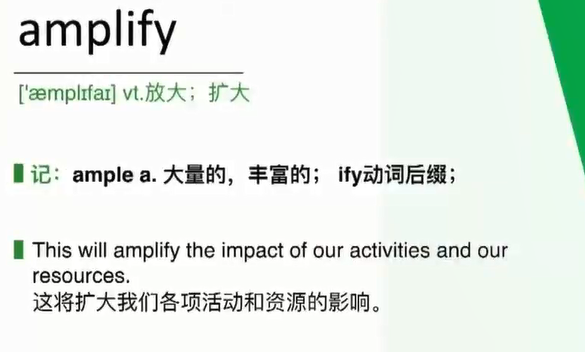 amplify
['æmplɪfaɪ] vt.放大；扩大
记：ample a. 大量的，丰富的； ify动词后缀；
This will amplify the impact of our activities and our
resources.
这将扩大我们各项活动和资源的影响。